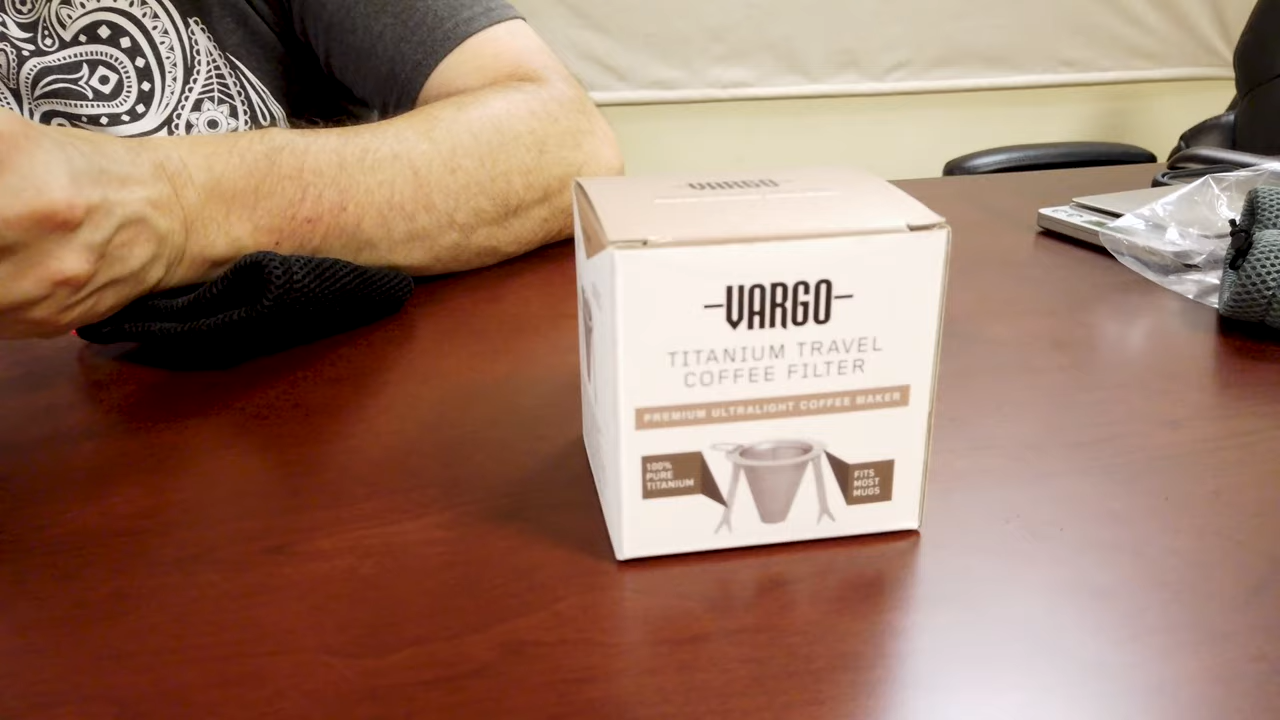 VARGO
-VARGO-
TITANIUM TRAVEL
COFFEE FILTER
PREMIUM ULTRALIGHT COFFEE MAKER
100%
PURE
TITANIUM
FITS
MOST
MUGS